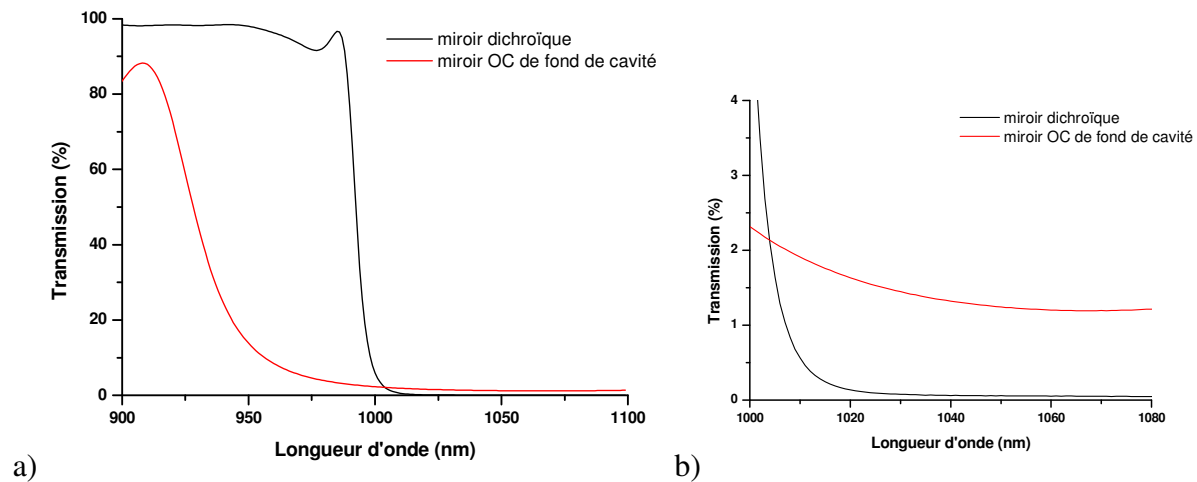 100
80
60
40
20
0
900
950
1000
1050
1100
Transmission (%)
Longueur d'onde (nm)
miroir dichroïque
miroir OC de fond de cavité
a)
4
3
2
1
0
1000
1020
1040
1060
1080
Transmission (%)
Longueur d'onde (nm)
miroir dichroïque
miroir OC de fond de cavité
b)